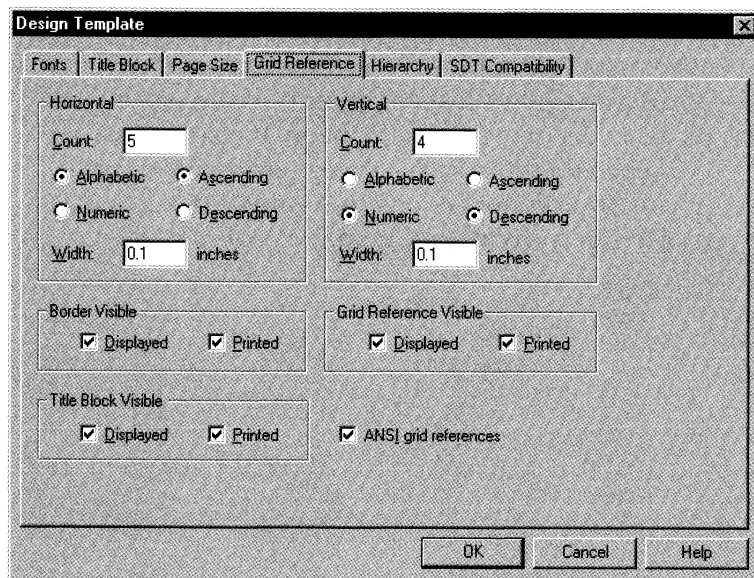 Design Template
Fonts Title Block Page Size Grid Reference Hierarchy SDT Compatibility
Horizontal
Count: 5
Alphabetic Ascending
Numeric Descending
Width: 0.1 inches
Vertical
Count: 4
Alphabetic Ascending
Numeric Descending
Width: 0.1 inches
Border Visible
Displayed Printed
Grid Reference Visible
Displayed Printed
Title Block Visible
Displayed Printed
ANSI grid references
OK Cancel Help